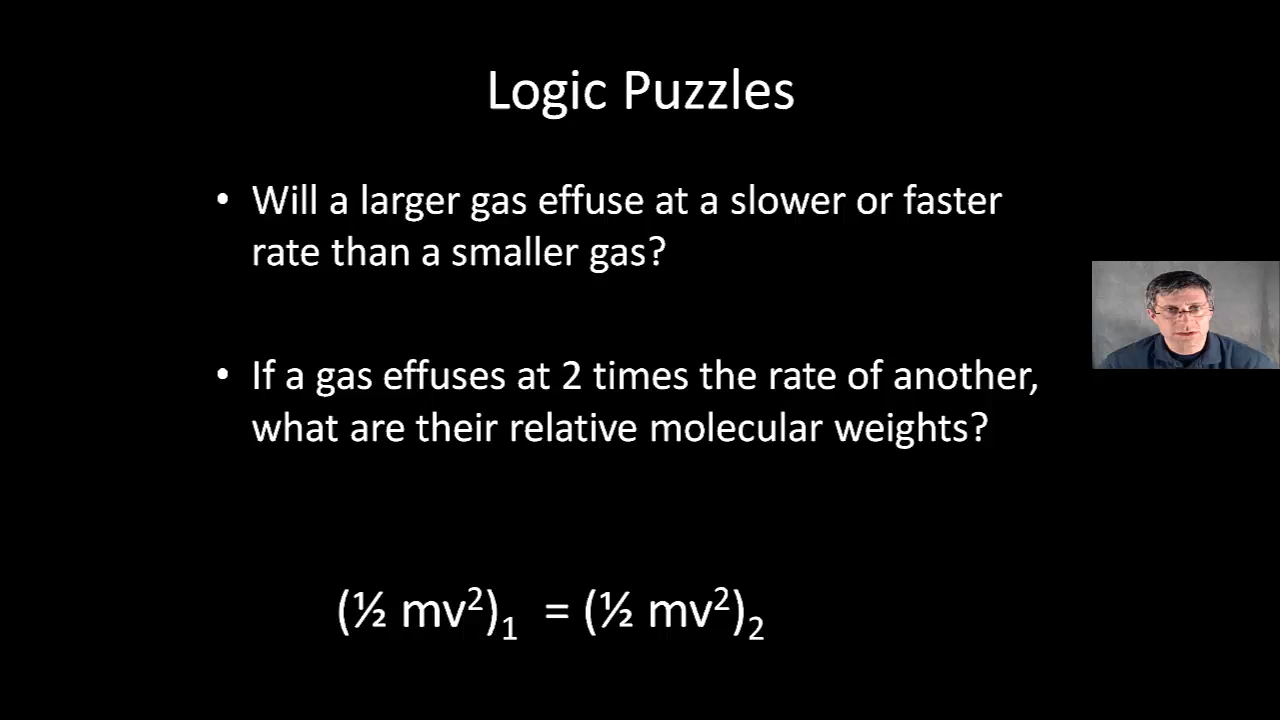 Logic Puzzles
• Will a larger gas effuse at a slower or faster
rate than a smaller gas?
• If a gas effuses at 2 times the rate of another,
what are their relative molecular weights?
(½ mv²)₁ = (½ mv²)₂